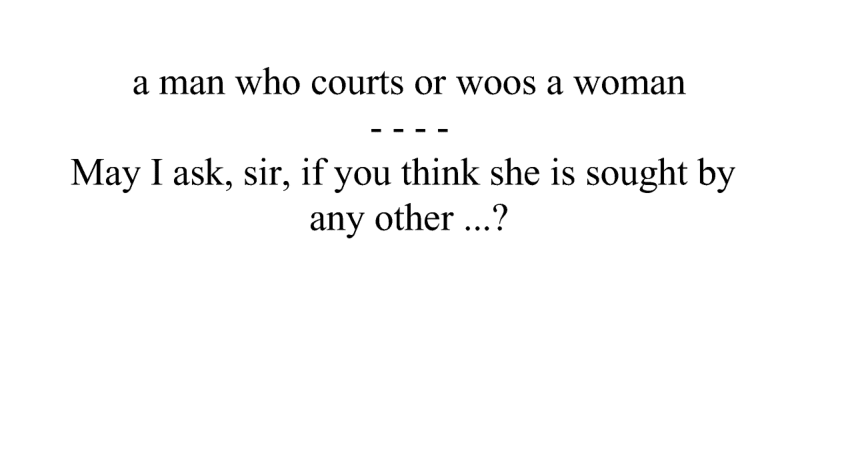 a man who courts or woos a woman
- - - -
May I ask, sir, if you think she is sought by
any other ...?